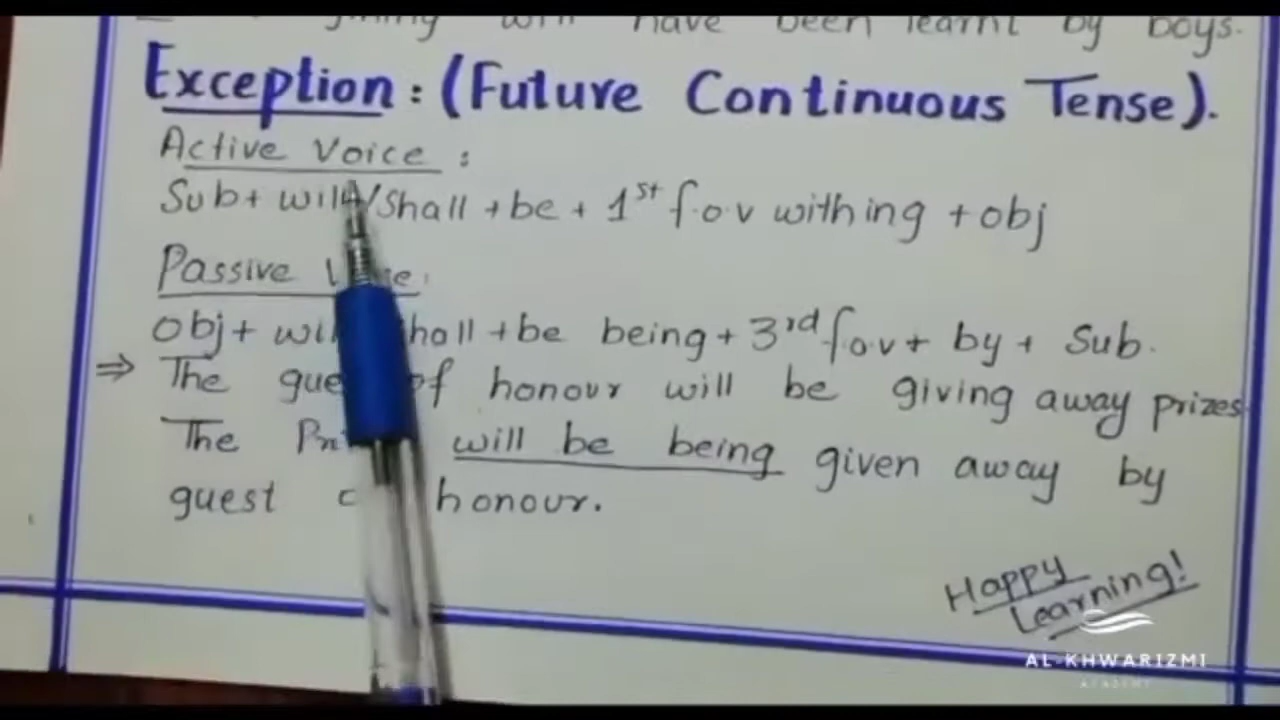 will have been learnt by boys.
Exception: (Future Continuous Tense).
Active Voice :
Sub+ will/Shall + be + 1st f.o.v with ing + obj
Passive
Obj+ + be being + 3rd f.o.v + by + Sub.
⇒ The of honour will be giving away prizes
The will be being given away by
guest honour.
Happy
Learning!
AL-KHWARIZMI
ACADEMY